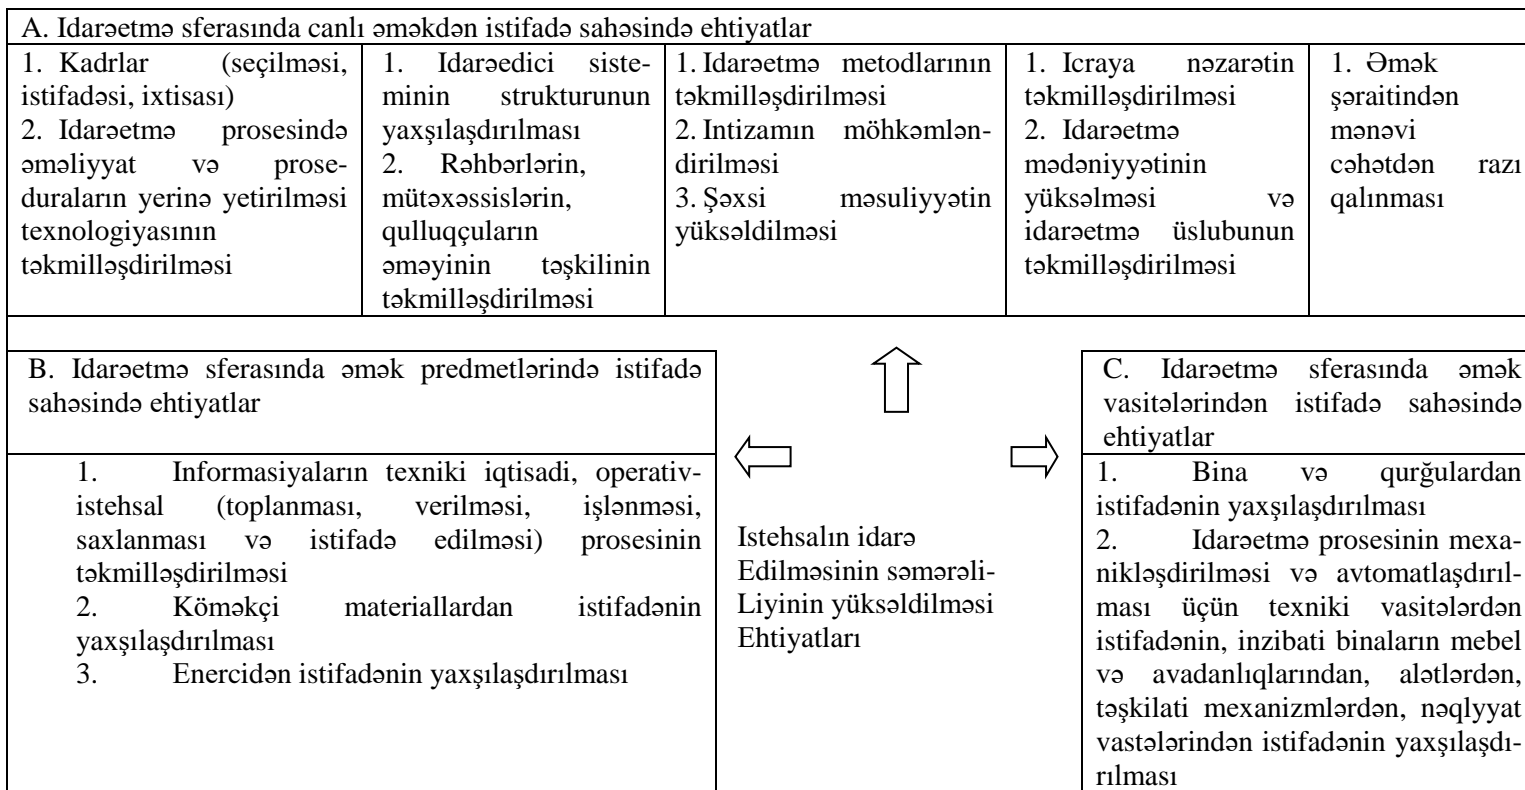 A. Idarəetmə sferasında canlı əməkdən istifadə sahəsində ehtiyatlar
1. Kadrlar (seçilməsi,
istifadəsi, ixtisası)
2. Idarəetmə prosesində
əməliyyat və prose-
duraların yerinə yetirilməsi
texnologiyasının
təkmilləşdirilməsi
1. Idarəedici siste-
minin strukturunun
yaxşılaşdırılması
2. Rəhbərlərin,
mütəxəssislərin,
qulluqçuların
əməyinin təşkilinin
təkmilləşdirilməsi
1. Idarəetmə metodlarının
təkmilləşdirilməsi
2. Intizamın möhkəmlən-
dirilməsi
3. Şəxsi məsuliyyətin
yüksəldilməsi
1. Icraya nəzarətin
təkmilləşdirilməsi
2. Idarəetmə
mədəniyyətinin
yüksəlməsi və
idarəetmə üslubunun
təkmilləşdirilməsi
1. Əmək
şəraitindən
mənəvi
cəhətdən razı
qalınması
B. Idarəetmə sferasında əmək predmetlərində istifadə
sahəsində ehtiyatlar
1. Informasiyaların texniki iqtisadi, operativ-
istehsal (toplanması, verilməsi, işlənməsi,
saxlanması və istifadə edilməsi) prosesinin
təkmilləşdirilməsi
2. Köməkçi materiallardan istifadənin
yaxşılaşdırılması
3. Enercidən istifadənin yaxşılaşdırılması
Istehsalın idarə
Edilməsinin səmərəli-
Liyinin yüksəldilməsi
Ehtiyatları
C. Idarəetmə sferasında əmək
vasitələrindən istifadə sahəsində
ehtiyatlar
1. Bina və qurğulardan
istifadənin yaxşılaşdırılması
2. Idarəetmə prosesinin mexa-
nikləşdirilməsi və avtomatlaşdırıl-
ması üçün texniki vasitələrdən
istifadənin, inzibati binaların mebel
və avadanlıqlarından, alətlərdən,
təşkilati mexanizmlərdən, nəqlyyat
vastələrindən istifadənin yaxşılaşdı-
rılması